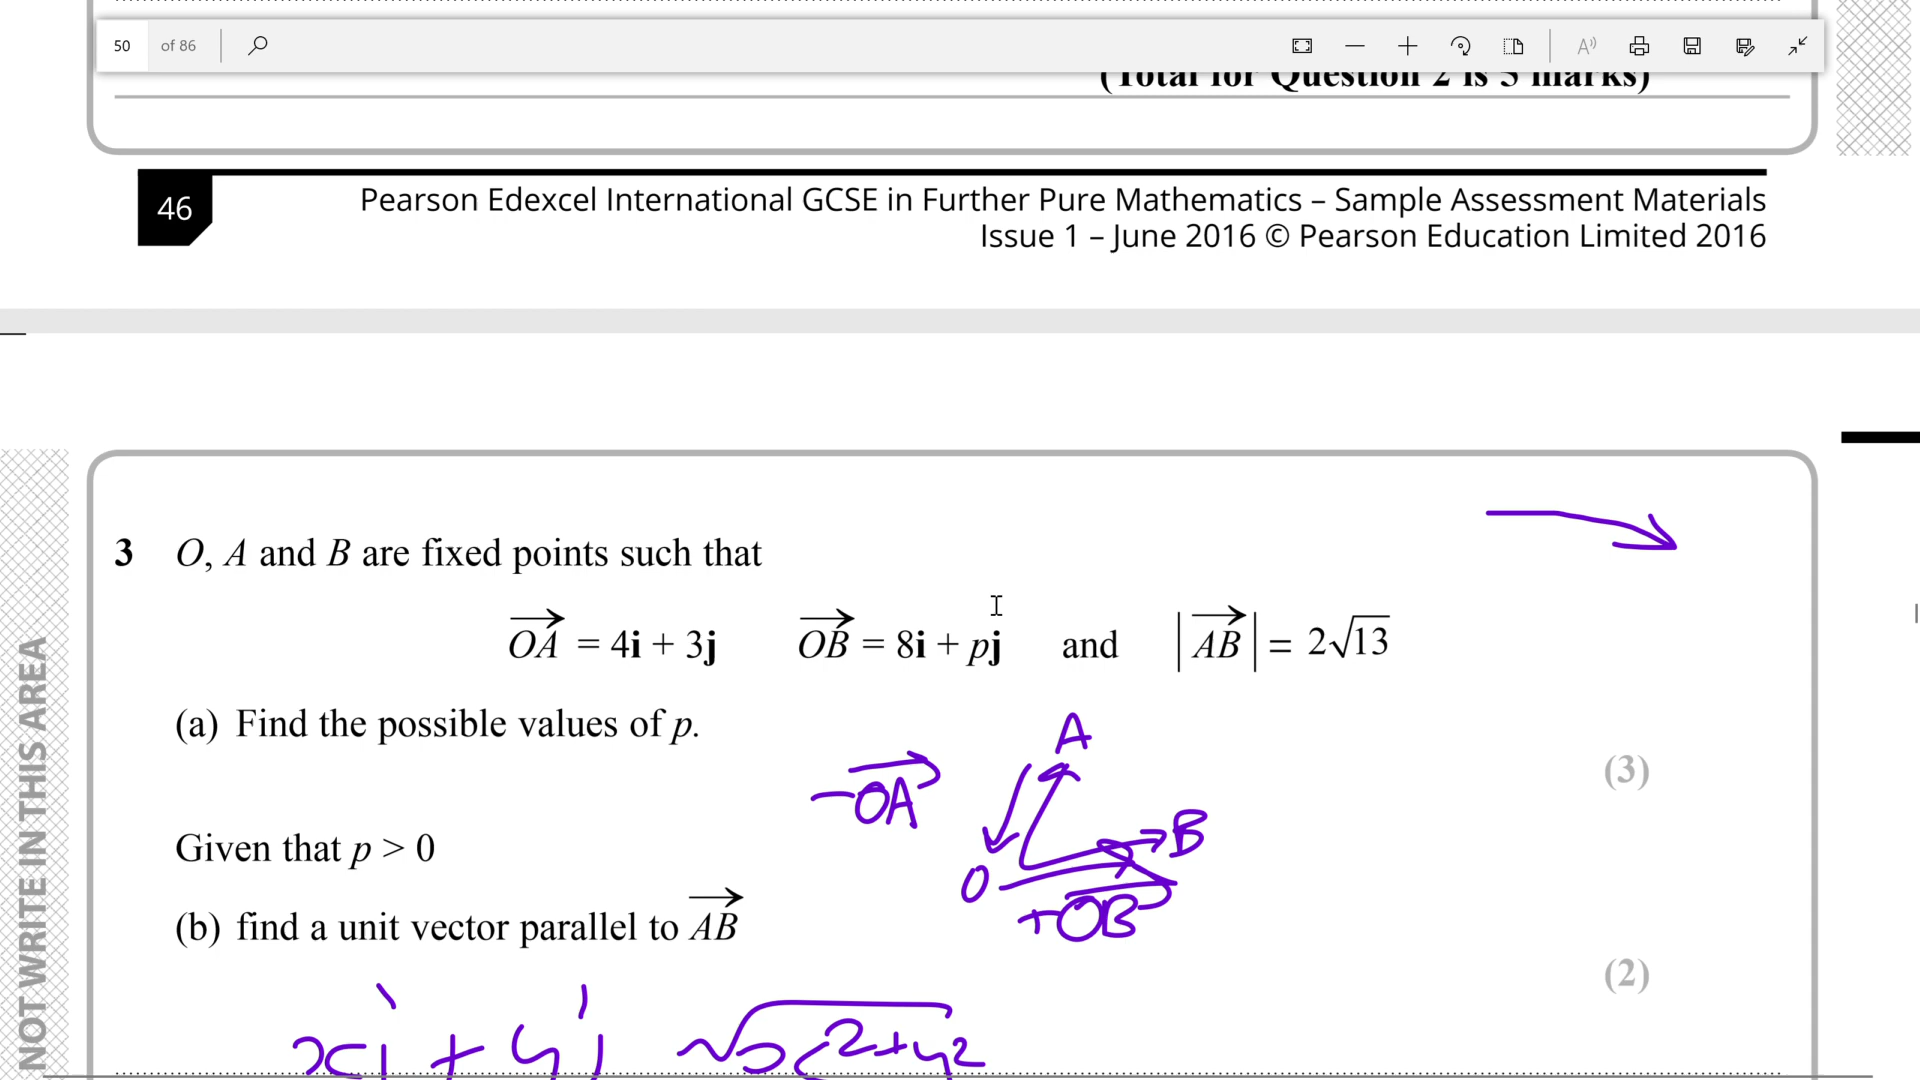 50 of 86
(Total for Question 2 is 5 marks)
46
Pearson Edexcel International GCSE in Further Pure Mathematics – Sample Assessment Materials
Issue 1 – June 2016 © Pearson Education Limited 2016
NOT WRITE IN THIS AREA
3 O, A and B are fixed points such that
OA = 4i + 3j OB = 8i + pj and |AB| = 2√13
(a) Find the possible values of p.
A
(3)
-OA
B
Given that p > 0
O
+OB
(b) find a unit vector parallel to AB
(2)
xi + yj √x²+y²